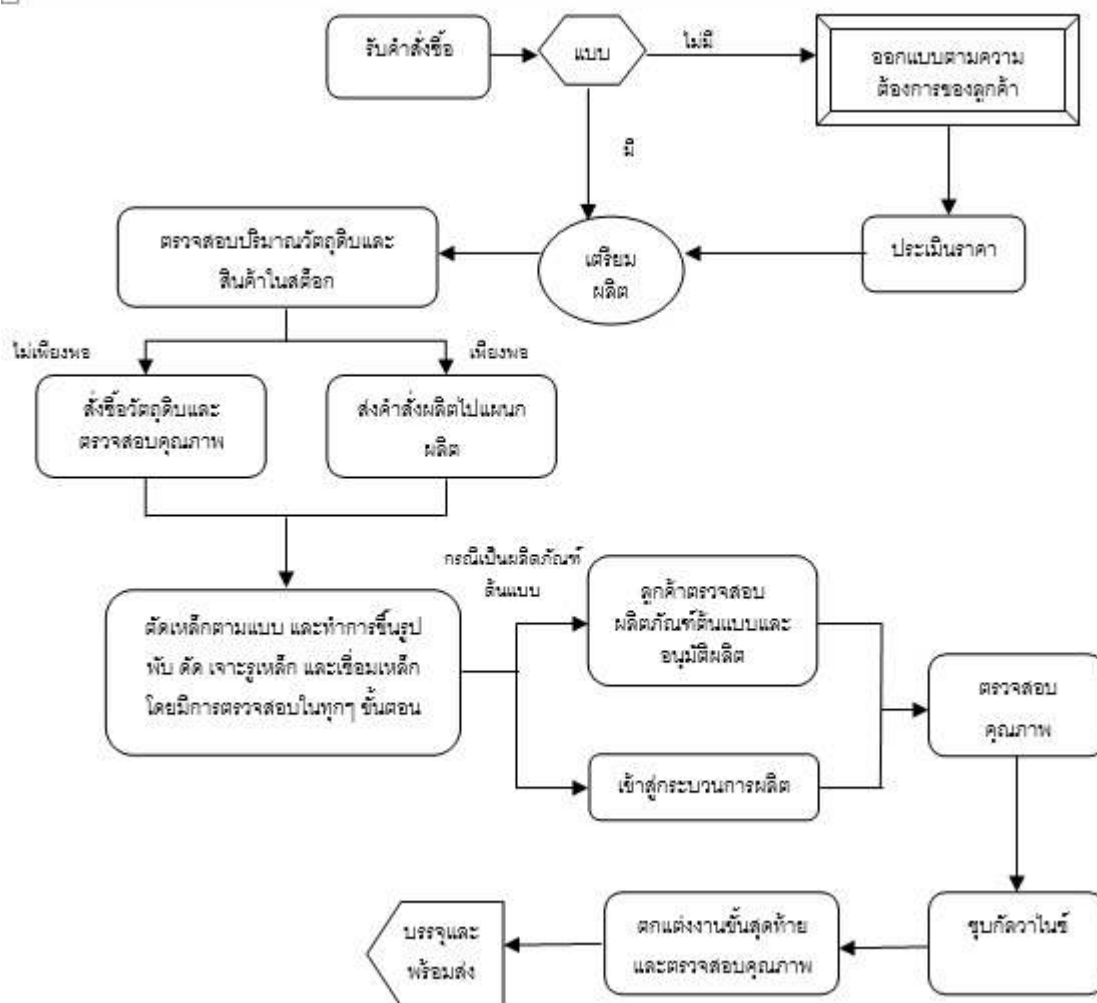 รับคำสั่งซื้อ
แบบ
ไม่มี
ออกแบบตามความ
ต้องการของลูกค้า
มี
ตรวจสอบปริมาณวัตถุดิบและ
สินค้าในสต็อก
เตรียม
ผลิต
ประเมินราคา
ไม่เพียงพอ
เพียงพอ
สั่งซื้อวัตถุดิบและ
ตรวจสอบคุณภาพ
ส่งคำสั่งผลิตไปแผนก
ผลิต
กรณีเป็นผลิตภัณฑ์
ต้นแบบ
ตัดเหล็กตามแบบ และทำการขึ้นรูป
พับ ดัด เจาะรูเหล็ก และเชื่อมเหล็ก
โดยมีการตรวจสอบในทุกๆ ขั้นตอน
ลูกค้าตรวจสอบ
ผลิตภัณฑ์ต้นแบบและ
อนุมัติผลิต
เข้าสู่กระบวนการผลิต
ตรวจสอบ
คุณภาพ
ชุบกัลวาไนซ์
ตกแต่งงานขั้นสุดท้าย
และตรวจสอบคุณภาพ
บรรจุและ
พร้อมส่ง